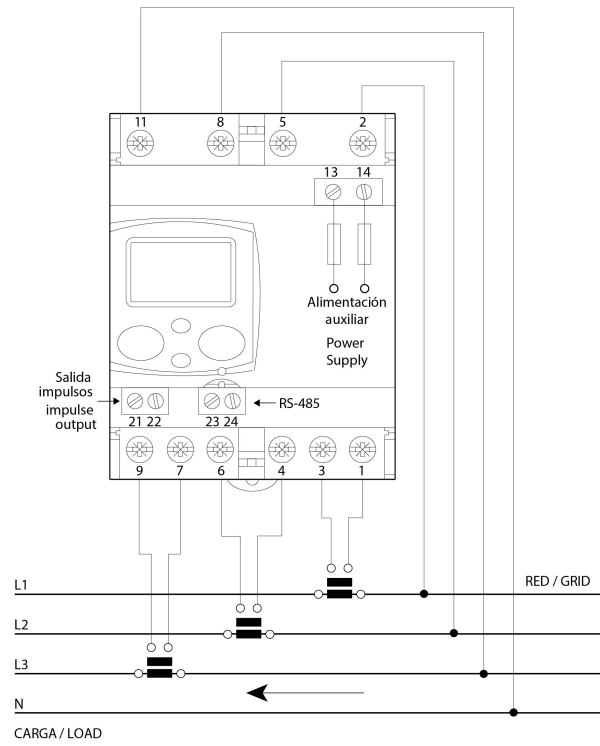 11 8 5 2
13 14
Alimentación
auxiliar
Power
Supply
Salida
impulsos
impulse
output
RS-485
21 22 23 24
9 7 6 4 3 1
L1 RED / GRID
L2
L3
N
CARGA / LOAD